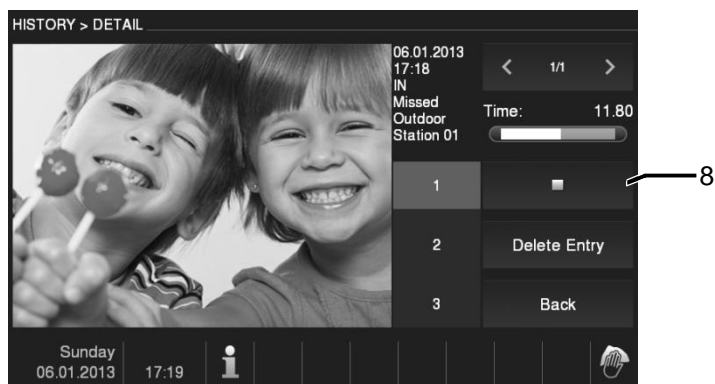 HISTORY > DETAIL
06.01.2013
17:18
IN
Missed
Outdoor
Station 01
< 1/1 >
Time: 11.80
1
8
2 Delete Entry
3 Back
Sunday
06.01.2013 17:19 i